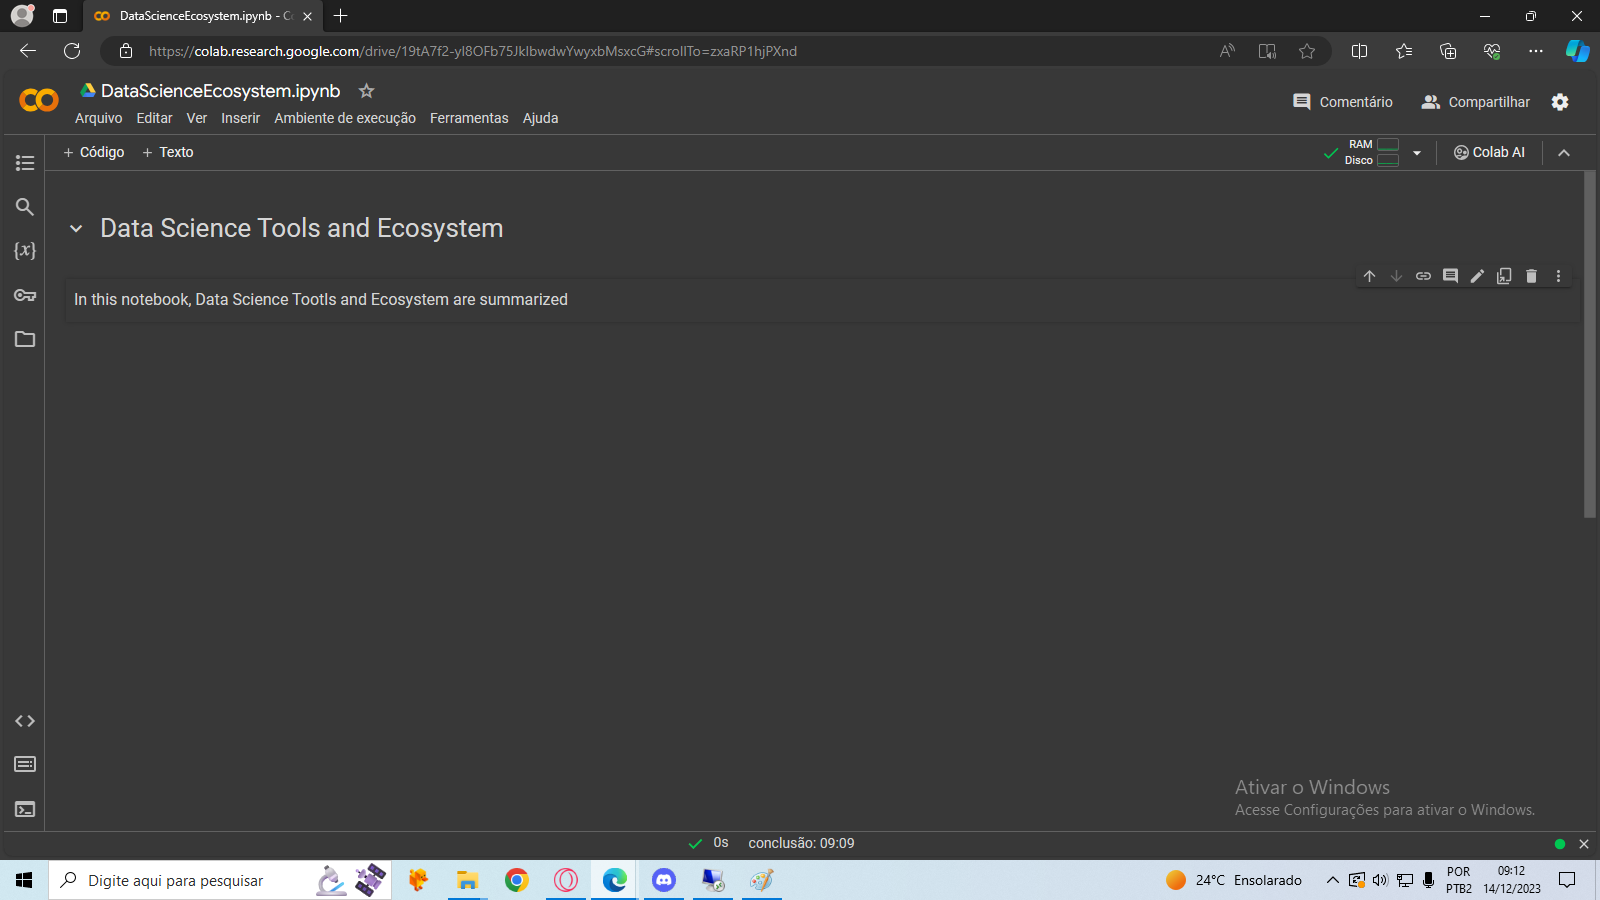 DataScienceEcosystem.ipynb - Co
https://colab.research.google.com/drive/19tA7f2-yl8OFb75JkIbwdwYwyxbMsxcG#scrollTo=zxaRP1hjPXnd
DataScienceEcosystem.ipynb
Comentário Compartilhar
Arquivo Editar Ver Inserir Ambiente de execução Ferramentas Ajuda
+ Código + Texto
RAM
Disco
Colab AI
Data Science Tools and Ecosystem
In this notebook, Data Science Tootls and Ecosystem are summarized
{x}
Ativar o Windows
Acesse Configurações para ativar o Windows.
0s conclusão: 09:09
Digite aqui para pesquisar
24°C Ensolarado
POR
PTB2
09:12
14/12/2023